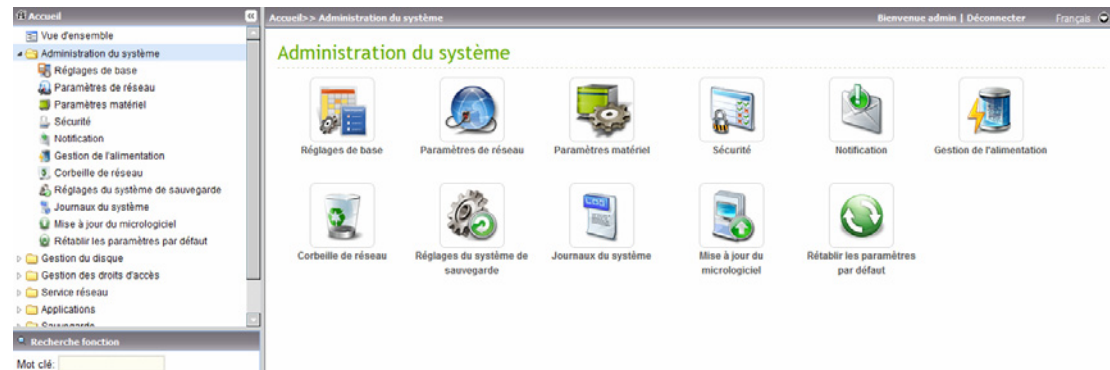 Accueil
Vue d'ensemble
Administration du système
Réglages de base
Paramètres de réseau
Paramètres matériel
Sécurité
Notification
Gestion de l'alimentation
Corbeille de réseau
Réglages du système de sauvegarde
Journaux du système
Mise à jour du micrologiciel
Rétablir les paramètres par défaut
Gestion du disque
Gestion des droits d'accès
Service réseau
Applications
Sauvegarde
Recherche fonction
Mot clé:
Accueil>> Administration du système
Bienvenue admin | Déconnecter
Français
Administration du système
Réglages de base
Paramètres de réseau
Paramètres matériel
Sécurité
Notification
Gestion de l'alimentation
Corbeille de réseau
Réglages du système de
sauvegarde
Journaux du système
Mise à jour du
micrologiciel
Rétablir les paramètres
par défaut